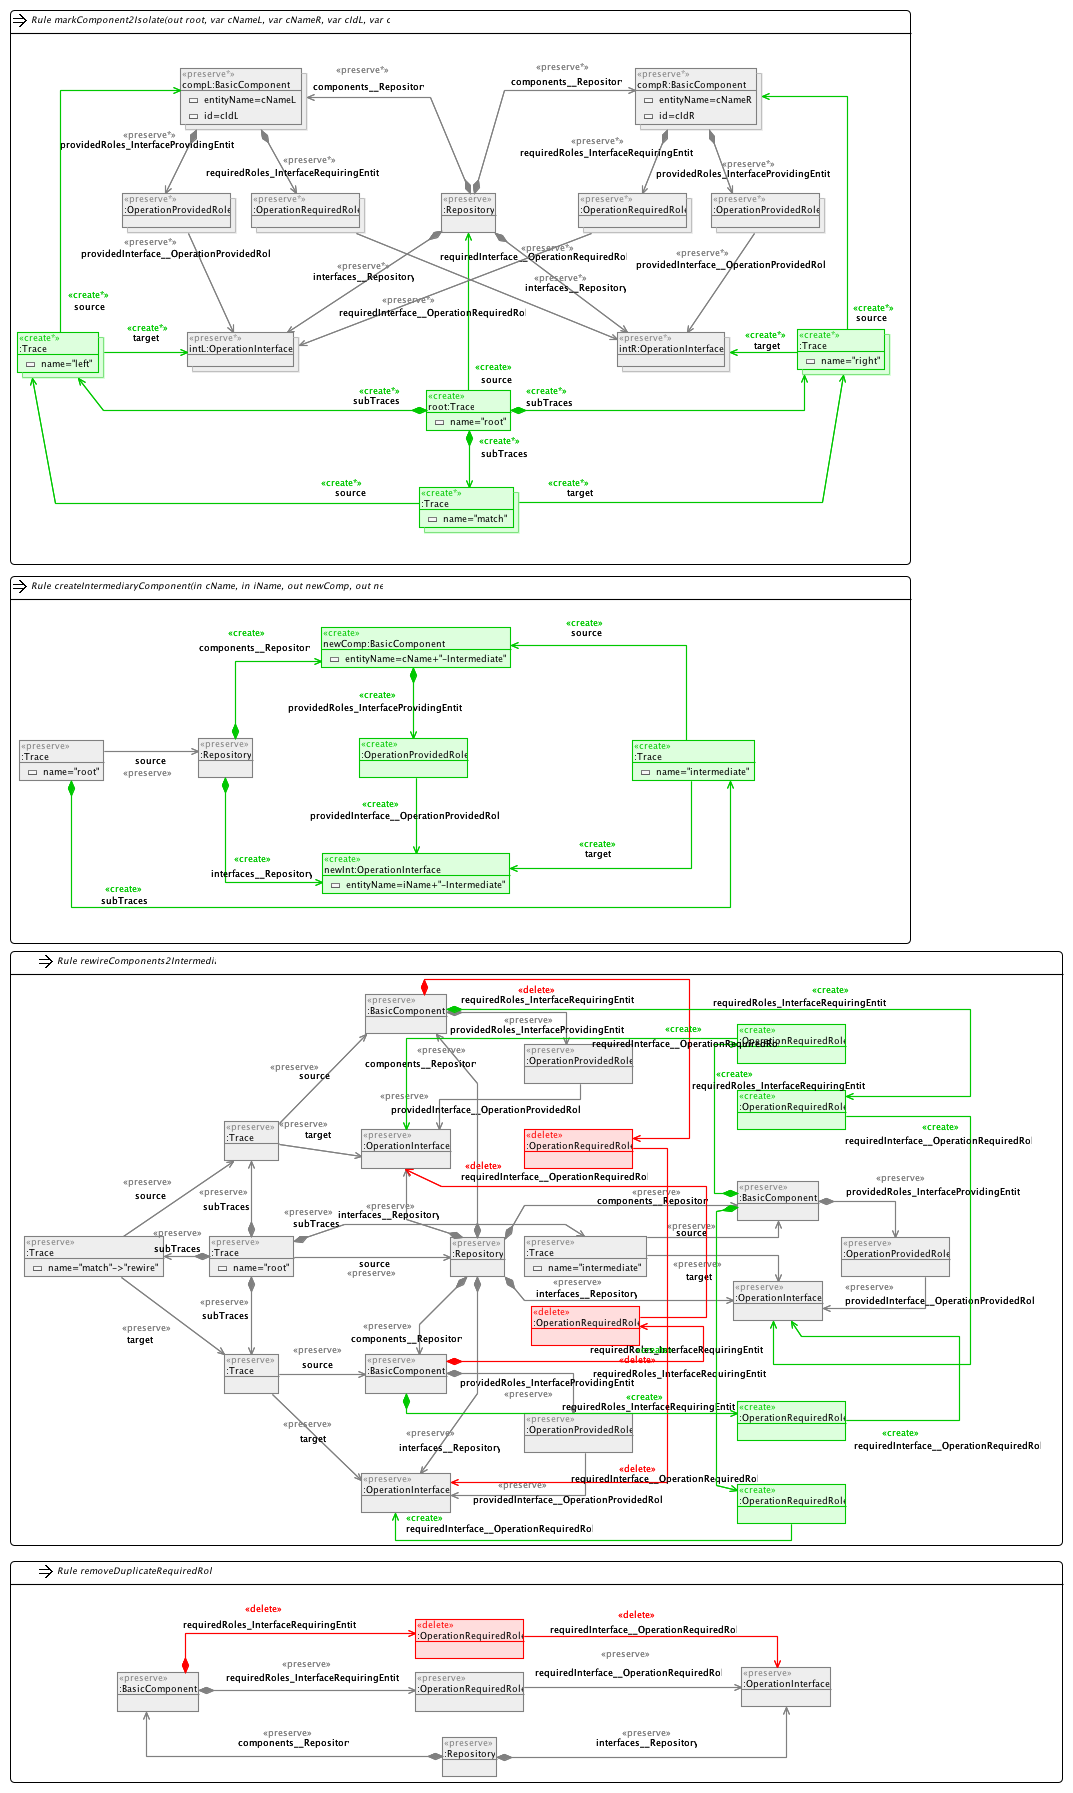 Rule markComponent2Isolate(out root, var cNameL, var cNameR, var cIdL, var c
«preserve*»
compL:BasicComponent
entityName=cNameL
id=cIdL
«preserve*»
components__Repositor
«preserve*»
components__Repositor
«preserve*»
compR:BasicComponent
entityName=cNameR
id=cIdR
«preserve*»
providedRoles_InterfaceProvidingEntit
«preserve*»
requiredRoles_InterfaceRequiringEntit
«preserve*»
requiredRoles_InterfaceRequiringEntit
«preserve*»
providedRoles_InterfaceProvidingEntit
«preserve*»
:OperationProvidedRole
«preserve*»
:OperationRequiredRole
«preserve»
:Repository
«preserve*»
:OperationRequiredRole
«preserve*»
:OperationProvidedRole
«preserve*»
providedInterface__OperationProvidedRol
«preserve*»
requiredInterface__OperationRequiredRol
«preserve*»
providedInterface__OperationProvidedRol
«preserve*»
interfaces__Repository
«preserve*»
interfaces__Repository
«preserve*»
requiredInterface__OperationRequiredRol
«create*»
source
«create*»
source
«create*»
:Trace
name="left"
«create*»
target
«preserve*»
intL:OperationInterface
«preserve*»
intR:OperationInterface
«create*»
target
«create*»
:Trace
name="right"
«create»
source
«create*»
subTraces
«create»
root:Trace
name="root"
«create*»
subTraces
«create*»
subTraces
«create*»
source
«create*»
:Trace
name="match"
«create*»
target
Rule createIntermediaryComponent(in cName, in iName, out newComp, out ne
«create»
components__Repositor
«create»
newComp:BasicComponent
entityName=cName+"-Intermediate"
«create»
source
«create»
providedRoles_InterfaceProvidingEntit
«preserve»
:Trace
name="root"
source
«preserve»
«preserve»
:Repository
«create»
:OperationProvidedRole
«create»
:Trace
name="intermediate"
«create»
providedInterface__OperationProvidedRol
«create»
interfaces__Repository
«create»
newInt:OperationInterface
entityName=iName+"-Intermediate"
«create»
target
«create»
subTraces
Rule rewireComponents2Intermedi
«preserve»
:BasicComponent
«delete»
requiredRoles_InterfaceRequiringEntit
«create»
requiredRoles_InterfaceRequiringEntit
«preserve»
providedRoles_InterfaceProvidingEntit
«create»
requiredInterface__OperationRequiredRol
«create»
:OperationRequiredRole
«preserve»
components__Repositor
«preserve»
:OperationProvidedRole
«preserve»
source
«create»
requiredRoles_InterfaceRequiringEntit
«create»
:OperationRequiredRole
«preserve»
providedInterface__OperationProvidedRol
«preserve»
:Trace
«preserve»
target
«preserve»
:OperationInterface
«delete»
:OperationRequiredRole
«create»
requiredInterface__OperationRequiredRol
«delete»
requiredInterface__OperationRequiredRol
«preserve»
source
«preserve»
subTraces
«preserve»
interfaces__Repository
«preserve»
components__Repositor
«preserve»
:BasicComponent
«preserve»
providedRoles_InterfaceProvidingEntit
«preserve»
:Trace
name="match"->"rewire"
«preserve»
subTraces
«preserve»
:Trace
name="root"
«preserve»
subTraces
source
«preserve»
«preserve»
:Repository
«preserve»
:Trace
name="intermediate"
«preserve»
source
«preserve»
target
«preserve»
:OperationProvidedRole
«preserve»
interfaces__Repository
«preserve»
:OperationInterface
«preserve»
providedInterface__OperationProvidedRol
«preserve»
subTraces
«preserve»
target
«delete»
:OperationRequiredRole
«preserve»
components__Repositor
«create»
requiredRoles_InterfaceRequiringEntit
«delete»
requiredRoles_InterfaceRequiringEntit
«preserve»
:Trace
«preserve»
source
«preserve»
:BasicComponent
providedRoles_InterfaceProvidingEntit
«preserve»
«create»
requiredRoles_InterfaceRequiringEntit
«create»
:OperationRequiredRole
«preserve»
target
«preserve»
interfaces__Repository
«preserve»
:OperationProvidedRole
«create»
requiredInterface__OperationRequiredRol
«preserve»
:OperationInterface
«delete»
requiredInterface__OperationRequiredRol
«preserve»
providedInterface__OperationProvidedRol
«create»
:OperationRequiredRole
«create»
requiredInterface__OperationRequiredRol
Rule removeDuplicateRequiredRol
«delete»
requiredRoles_InterfaceRequiringEntit
«delete»
:OperationRequiredRole
«delete»
requiredInterface__OperationRequiredRol
«preserve»
:BasicComponent
«preserve»
requiredRoles_InterfaceRequiringEntit
«preserve»
:OperationRequiredRole
«preserve»
requiredInterface__OperationRequiredRol
«preserve»
:OperationInterface
«preserve»
components__Repositor
«preserve»
:Repository
«preserve»
interfaces__Repository